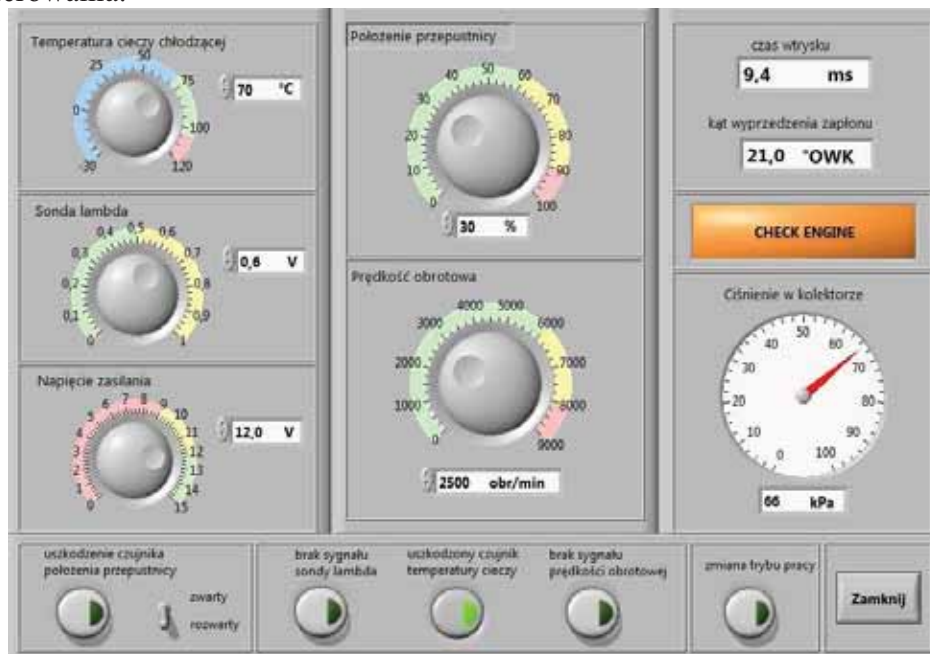 Temperatura cieczy chłodzącej
-30 0 25 50 75 100 120
70 °C
Sonda lambda
0 0,1 0,2 0,3 0,4 0,5 0,6 0,7 0,8 0,9 1
0,6 V
Napięcie zasilania
0 1 2 3 4 5 6 7 8 9 10 11 12 13 14 15
12,0 V
Położenie przepustnicy
0 10 20 30 40 50 60 70 80 90 100
30 %
Prędkość obrotowa
0 1000 2000 3000 4000 5000 6000 7000 8000 9000
2500 obr/min
czas wtrysku
9,4 ms
kąt wyprzedzenia zapłonu
21,0 °OWK
CHECK ENGINE
Ciśnienie w kolektorze
0 10 20 30 40 50 60 70 80 90 100
66 kPa
uszkodzenie czujnika
położenia przepustnicy
zwarty
rozwarty
brak sygnału
sondy lambda
uszkodzony czujnik
temperatury cieczy
brak sygnału
prędkości obrotowej
zmiana trybu pracy
Zamknij